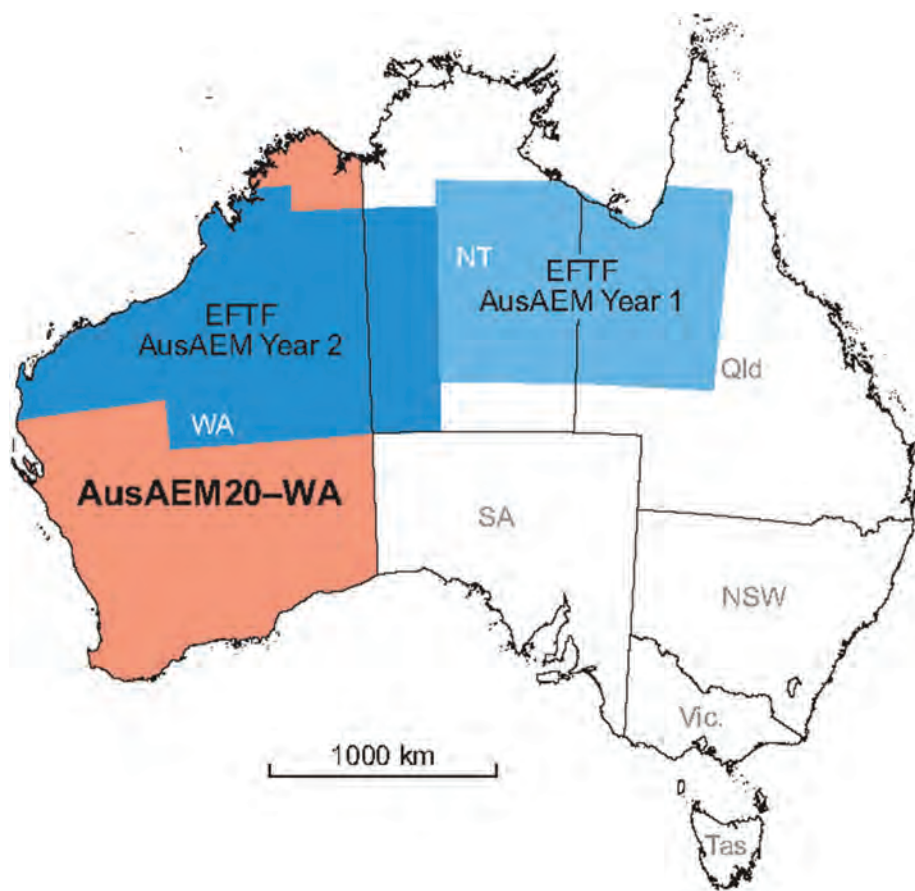 NT
EFTF
AusAEM Year 1
EFTF
AusAEM Year 2
Qld
WA
AusAEM20–WA
SA
NSW
Vic.
1000 km
Tas